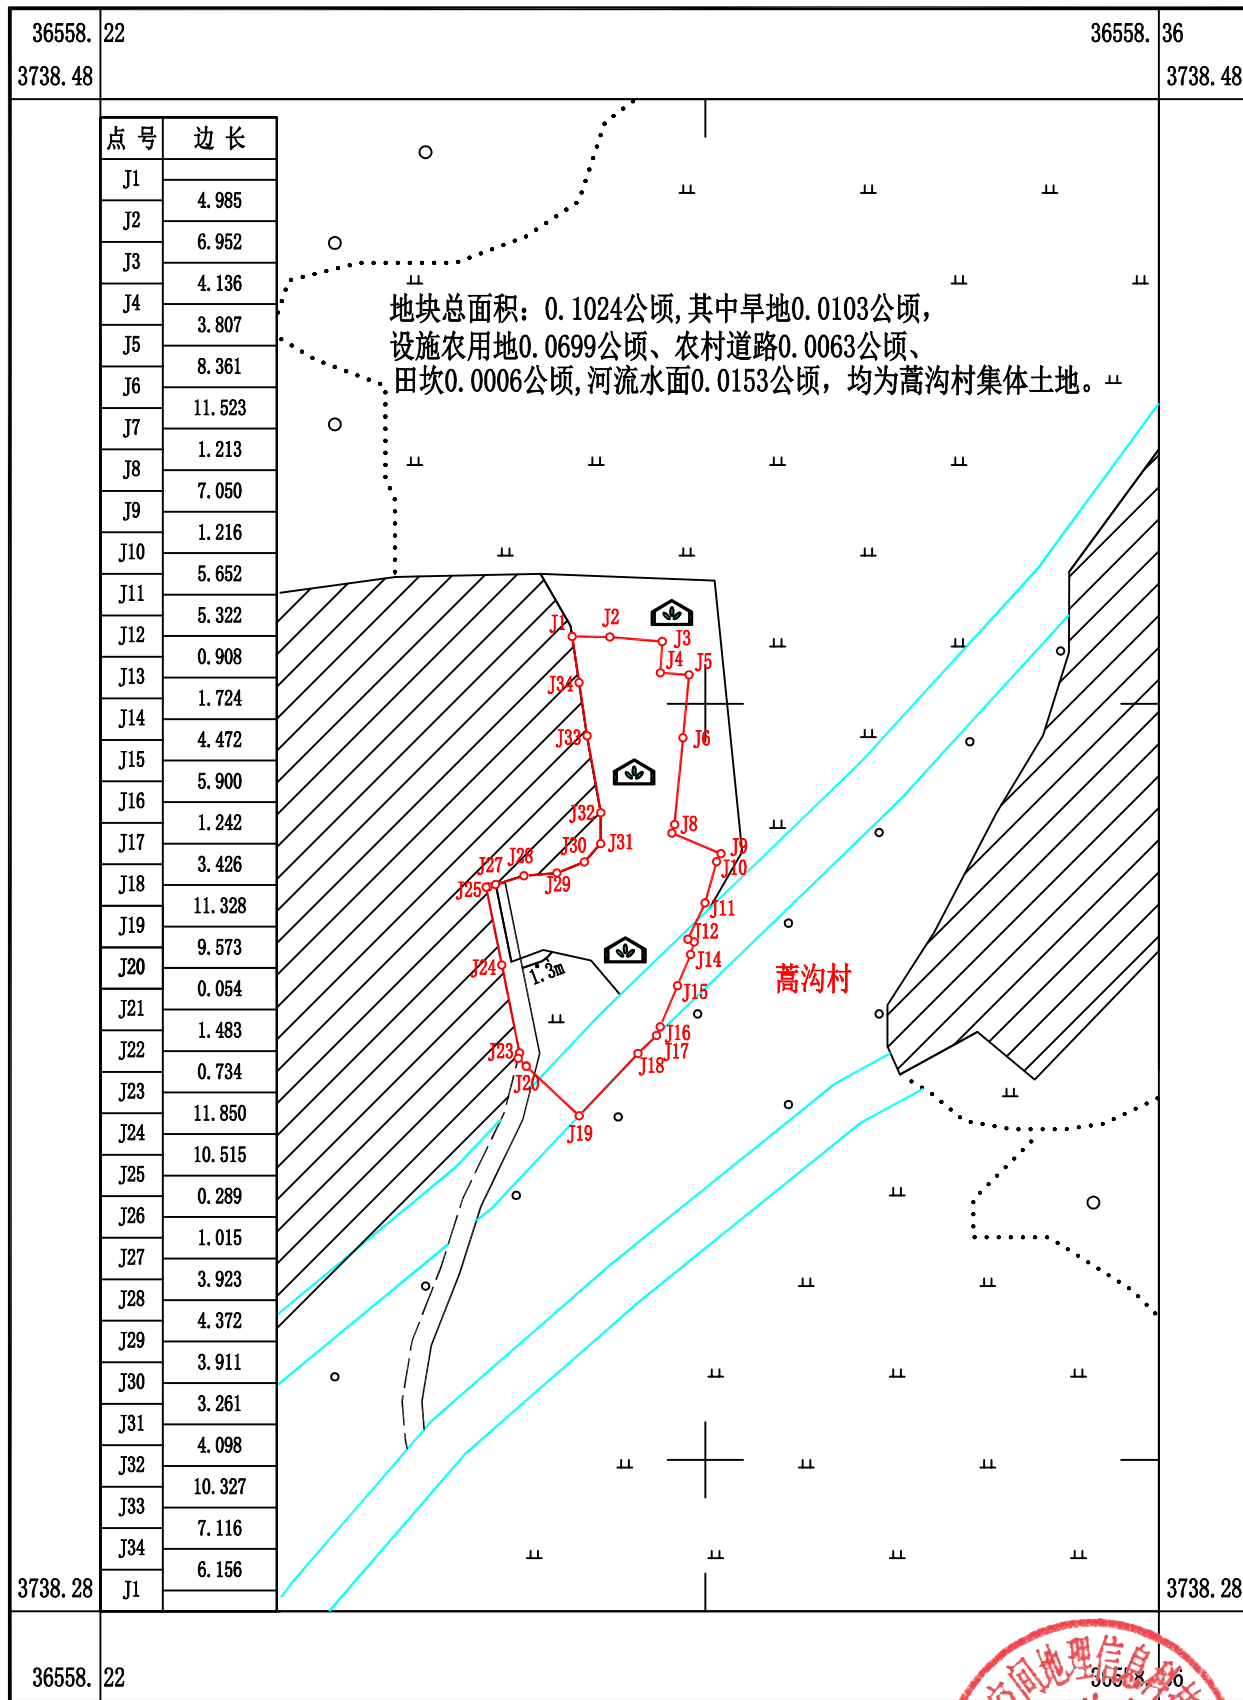 36558. 22
36558. 36
3738.48
3738.48
点号 边长
J1
4.985
J2
6.952
J3
4.136
J4
3.807
J5
8.361
J6
11.523
J7
1.213
J8
7.050
J9
1.216
J10
5.652
J11
5.322
J12
0.908
J13
1.724
J14
4.472
J15
5.900
J16
1.242
J17
3.426
J18
11.328
J19
9.573
J20
0.054
J21
1.483
J22
0.734
J23
11.850
J24
10.515
J25
0.289
J26
1.015
J27
3.923
J28
4.372
J29
3.911
J30
3.261
J31
4.098
J32
10.327
J33
7.116
J34
6.156
J1
地块总面积：0.1024公顷,其中旱地0.0103公顷，
设施农用地0.0699公顷、农村道路0.0063公顷、
田坎0.0006公顷,河流水面0.0153公顷，均为蒿沟村集体土地。
J1
J2
J3
J4
J5
J34
J33
J6
J32
J8
J31
J30
J9
J10
J28
J29
J27
J25
J11
J12
J14
J24
1.3m
蒿沟村
J15
J16
J17
J18
J23
J20
J19
3738.28
3738.28
36558. 22
36558. 36
空间地理信息科技